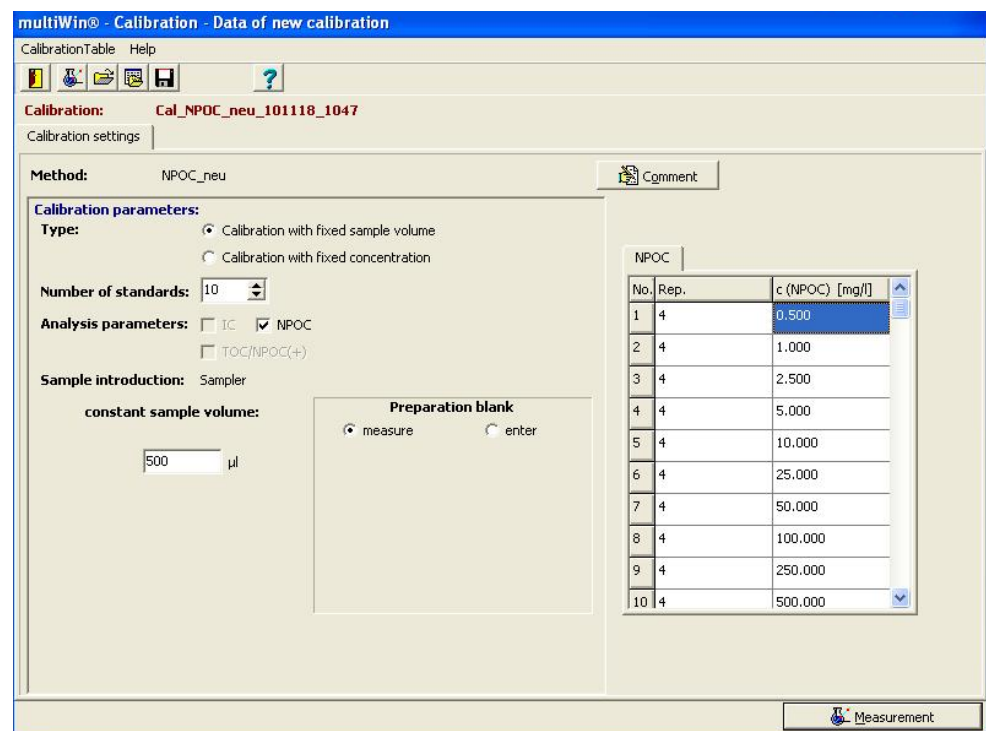 multiWin® - Calibration - Data of new calibration
CalibrationTable Help
?
Calibration: Cal_NPOC_neu_101118_1047
Calibration settings
Method: NPOC_neu
Comment
Calibration parameters:
Type: Calibration with fixed sample volume
Calibration with fixed concentration
Number of standards: 10
Analysis parameters: IC NPOC
TOC/NPOC(+)
Sample introduction: Sampler
constant sample volume:
500 µl
Preparation blank
measure enter
NPOC
No. Rep. c (NPOC) [mg/l]
1 4 0.500
2 4 1.000
3 4 2.500
4 4 5.000
5 4 10.000
6 4 25.000
7 4 50.000
8 4 100.000
9 4 250.000
10 4 500.000
Measurement